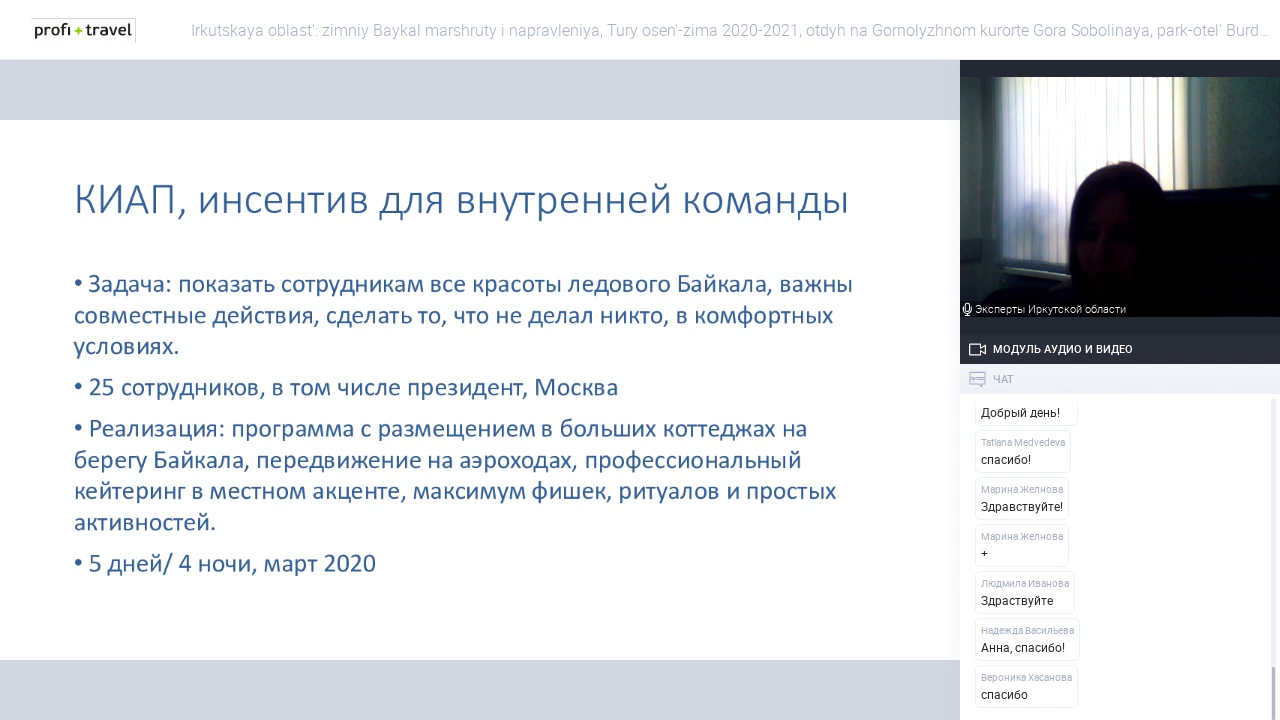 profi + travel
Irkutskaya oblast': zimniy Baykal marshruty i napravleniya, Tury osen'-zima 2020-2021, otdyh na Gornolyzhnom kurorte Gora Sobolinaya, park-otel' Burd...
КИАП, инсентив для внутренней команды
• Задача: показать сотрудникам все красоты ледового Байкала, важны
совместные действия, сделать то, что не делал никто, в комфортных
условиях.
• 25 сотрудников, в том числе президент, Москва
• Реализация: программа с размещением в больших коттеджах на
берегу Байкала, передвижение на аэроходах, профессиональный
кейтеринг в местном акценте, максимум фишек, ритуалов и простых
активностей.
• 5 дней/ 4 ночи, март 2020
Эксперты Иркутской области
МОДУЛЬ АУДИО И ВИДЕО
ЧАТ
Добрый день!
Tatiana Medvedeva
спасибо!
Марина Желнова
Здравствуйте!
Марина Желнова
+
Людмила Иванова
Здраствуйте
Надежда Васильева
Анна, спасибо!
Вероника Хасанова
спасибо